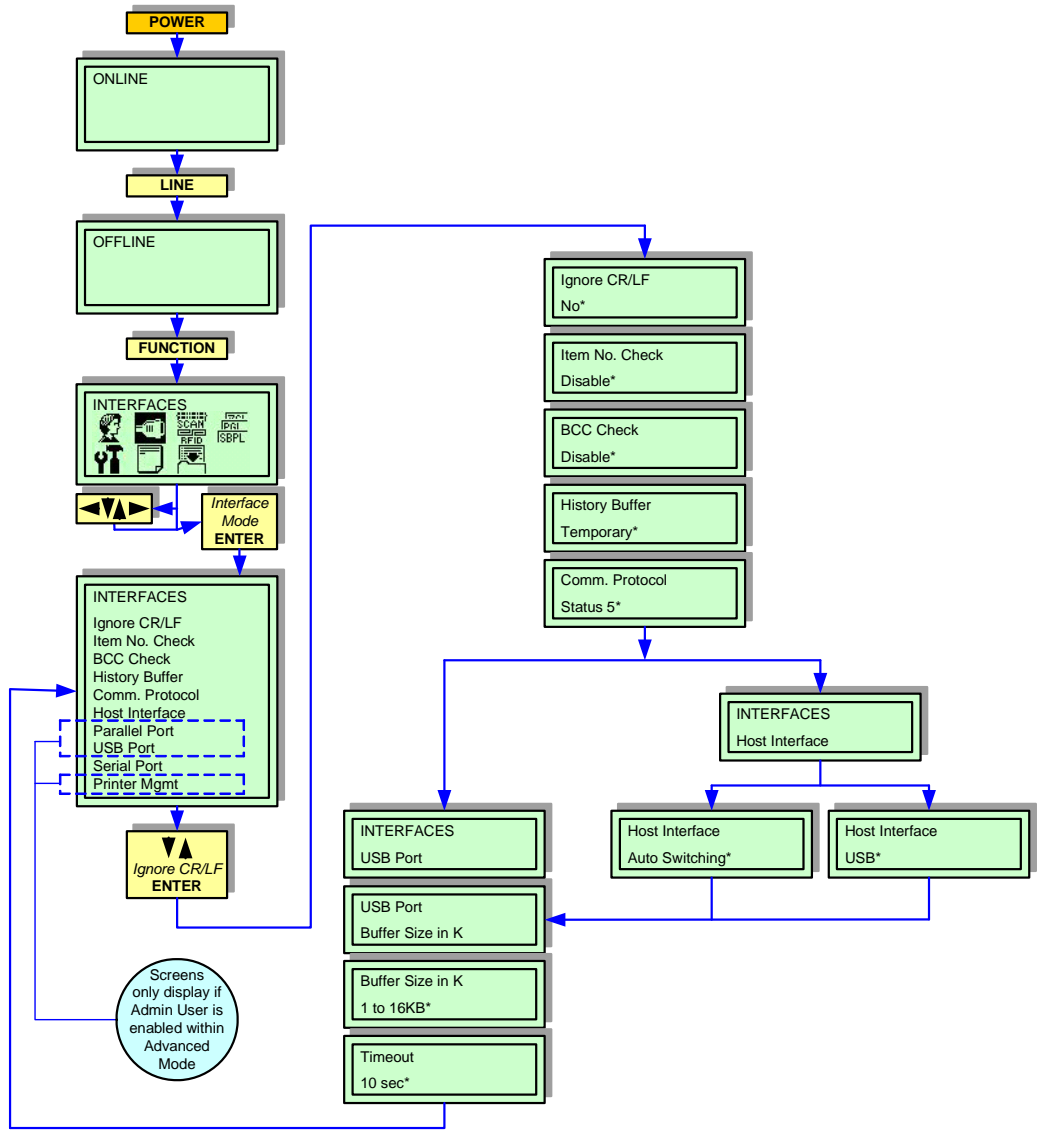 POWER
ONLINE
LINE
OFFLINE
FUNCTION
INTERFACES
SCAN
RFID
PGL
SBPL
Interface
Mode
ENTER
INTERFACES
Ignore CR/LF
Item No. Check
BCC Check
History Buffer
Comm. Protocol
Host Interface
Parallel Port
USB Port
Serial Port
Printer Mgmt
Ignore CR/LF
ENTER
Screens
only display if
Admin User is
enabled within
Advanced
Mode
Ignore CR/LF
No*
Item No. Check
Disable*
BCC Check
Disable*
History Buffer
Temporary*
Comm. Protocol
Status 5*
INTERFACES
Host Interface
Host Interface
Auto Switching*
Host Interface
USB*
INTERFACES
USB Port
USB Port
Buffer Size in K
Buffer Size in K
1 to 16KB*
Timeout
10 sec*